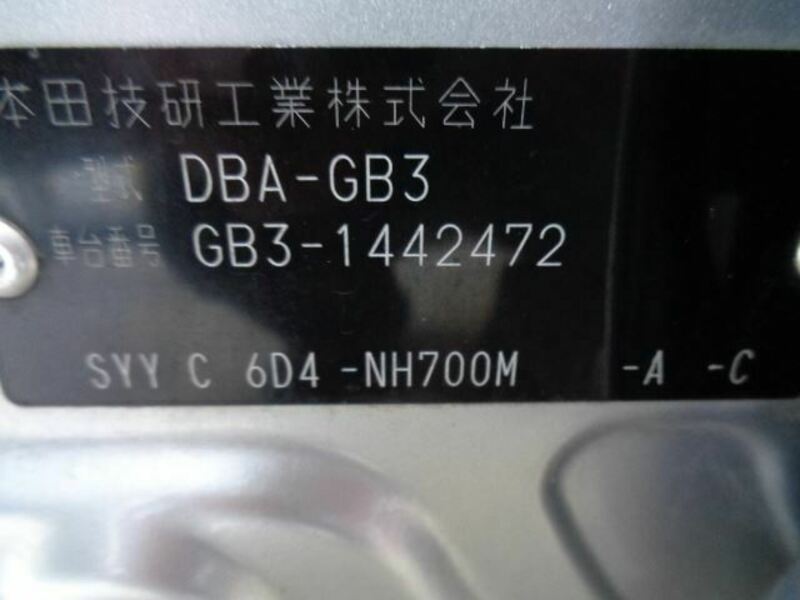 本田技研工業株式会社
型式 DBA-GB3
車台番号 GB3-1442472
SYY C 6D4 -NH700M -A -C